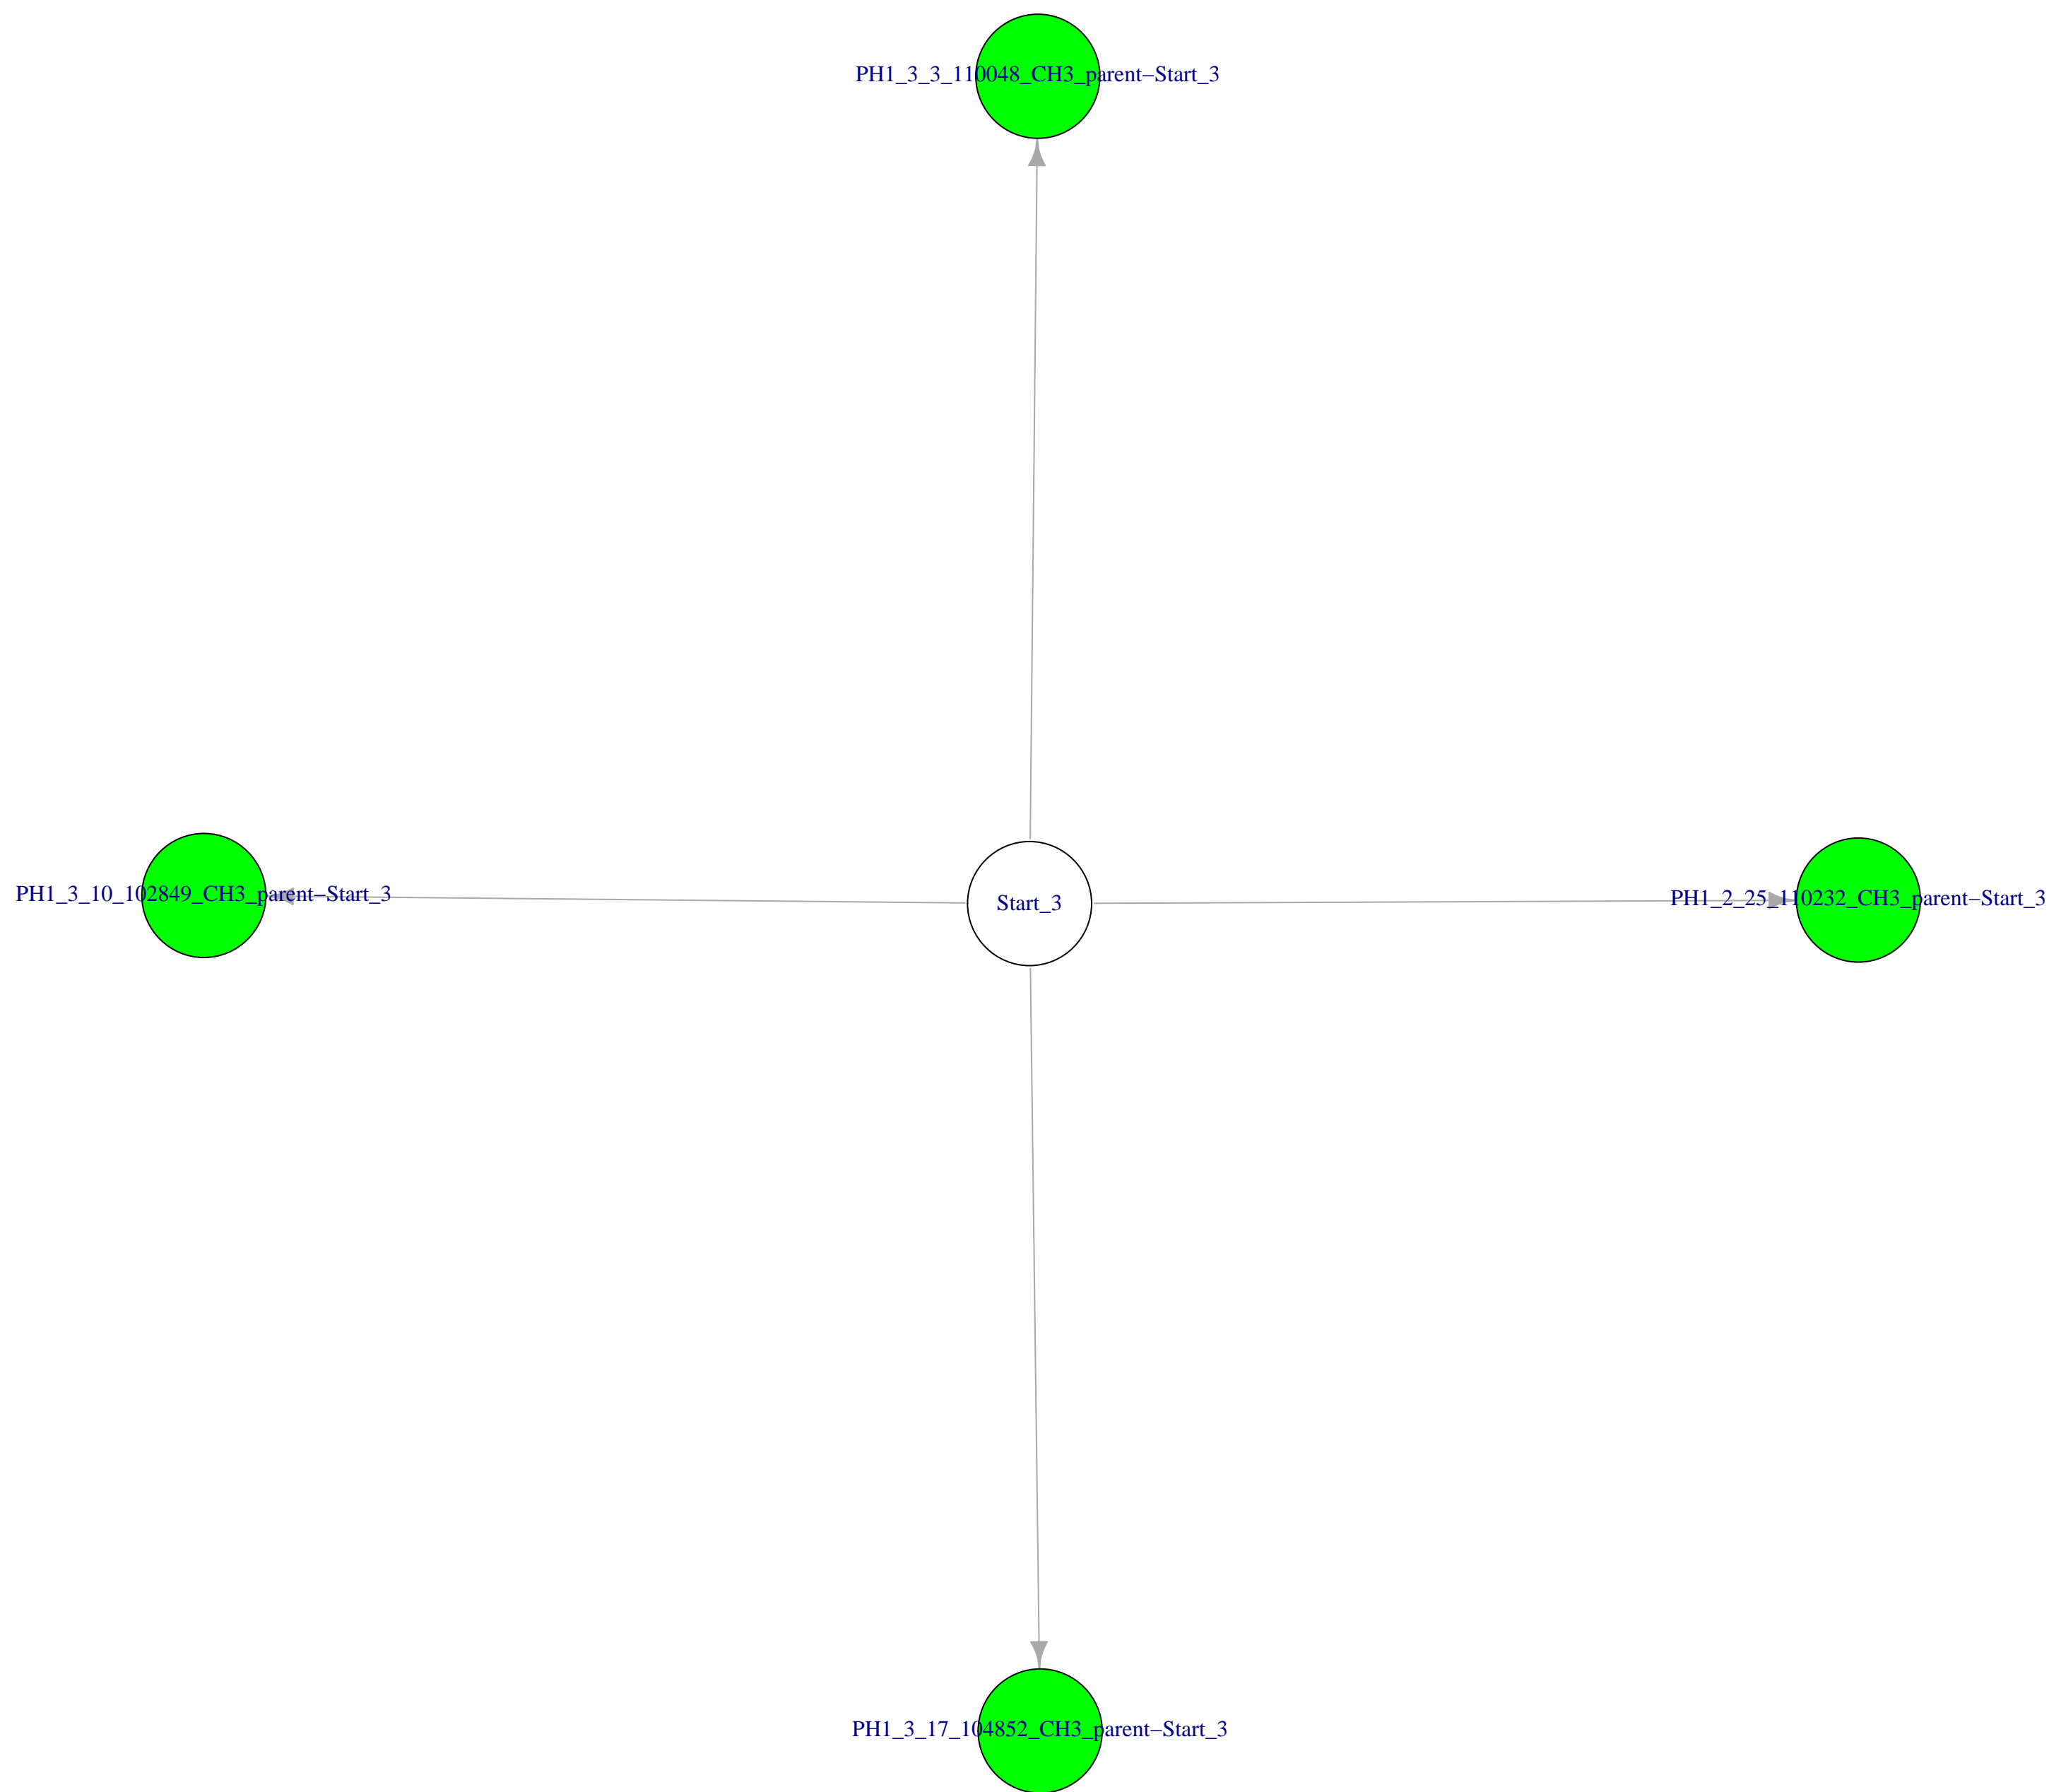 PH1_3_3_110048_CH3_parent−Start_3
PH1_3_10_102849_CH3_parent−Start_3
Start_3
PH1_2_25_110232_CH3_parent−Start_3
PH1_3_17_104852_CH3_parent−Start_3